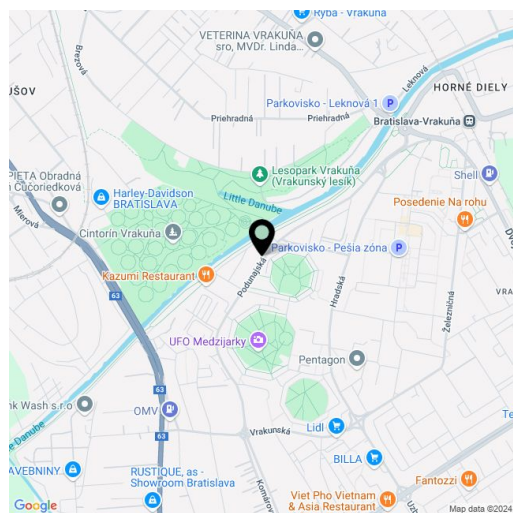 Ryba - Vrakuňa
VETERINA VRAKUŇA
sro, MVDr. Linda...
Brezová
Leknová
HORNÉ DIELY
Parkovisko - Leknová 1
P
UŠOV
Priehradná
Priehradná
Bratislava-Vrakuňa
Lesopark Vrakuňa
(Vrakunský lesík)
Shell
PIETA Obradná
ň Čučoriedková
Harley-Davidson
BRATISLAVA
Little Danube
Posedenie Na rohu
Mierová
Cintorín Vrakuňa
Parkovisko - Pešia zóna
P
Kazumi Restaurant
Podunajská
Hradská
Železničná
VRA
63
UFO Medzijarky
Pentagon
63
nk Wash s.r.o
OMV
Lidl
Vrakunská
63
BILLA
AVEBNINY
RUSTIQUE, as -
Showroom Bratislava
Fantozzi
Viet Pho Vietnam
& Asia Restaurant
Komárov
Google
Map data ©2024